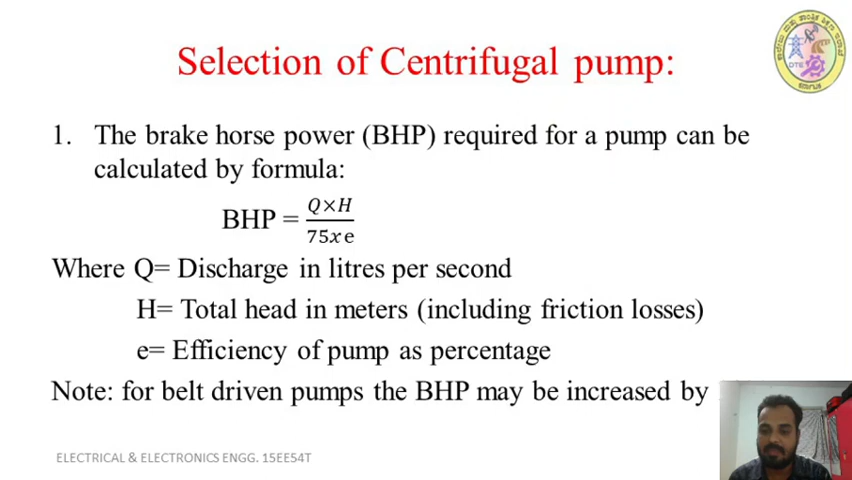 Selection of Centrifugal pump:
1. The brake horse power (BHP) required for a pump can be
calculated by formula:
BHP = Q×H / 75x e
Where Q= Discharge in litres per second
H= Total head in meters (including friction losses)
e= Efficiency of pump as percentage
Note: for belt driven pumps the BHP may be increased by
ELECTRICAL & ELECTRONICS ENGG. 15EE54T
DTE